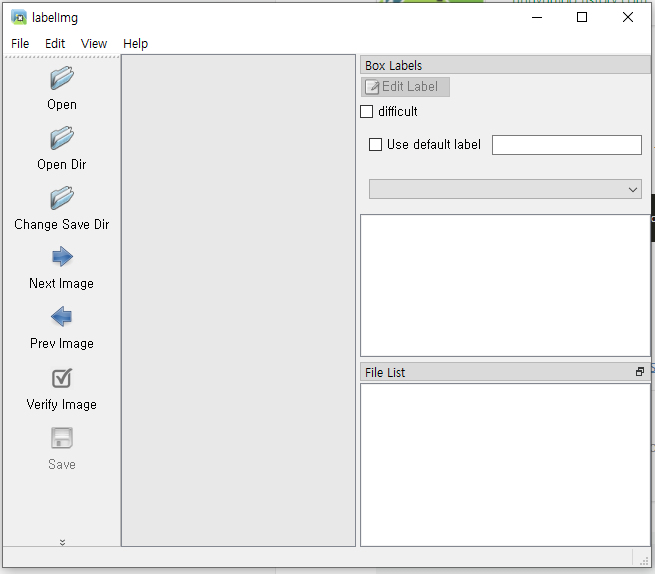 labelImg
File Edit View Help
Open
Open Dir
Change Save Dir
Next Image
Prev Image
Verify Image
Save
Box Labels
Edit Label
difficult
Use default label
File List